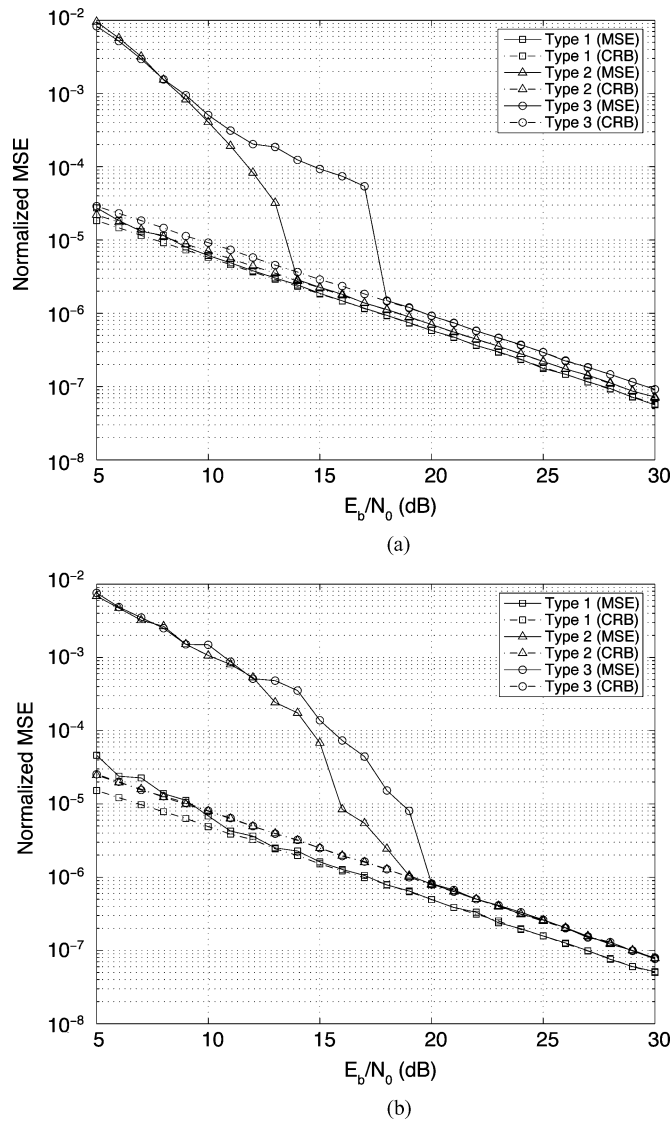 10⁻²
10⁻³
10⁻⁴
10⁻⁵
10⁻⁶
10⁻⁷
10⁻⁸
Normalized MSE
Type 1 (MSE)
Type 1 (CRB)
Type 2 (MSE)
Type 2 (CRB)
Type 3 (MSE)
Type 3 (CRB)
5 10 15 20 25 30
E_b/N_0 (dB)
(a)
10⁻²
10⁻³
10⁻⁴
10⁻⁵
10⁻⁶
10⁻⁷
10⁻⁸
Normalized MSE
Type 1 (MSE)
Type 1 (CRB)
Type 2 (MSE)
Type 2 (CRB)
Type 3 (MSE)
Type 3 (CRB)
5 10 15 20 25 30
E_b/N_0 (dB)
(b)